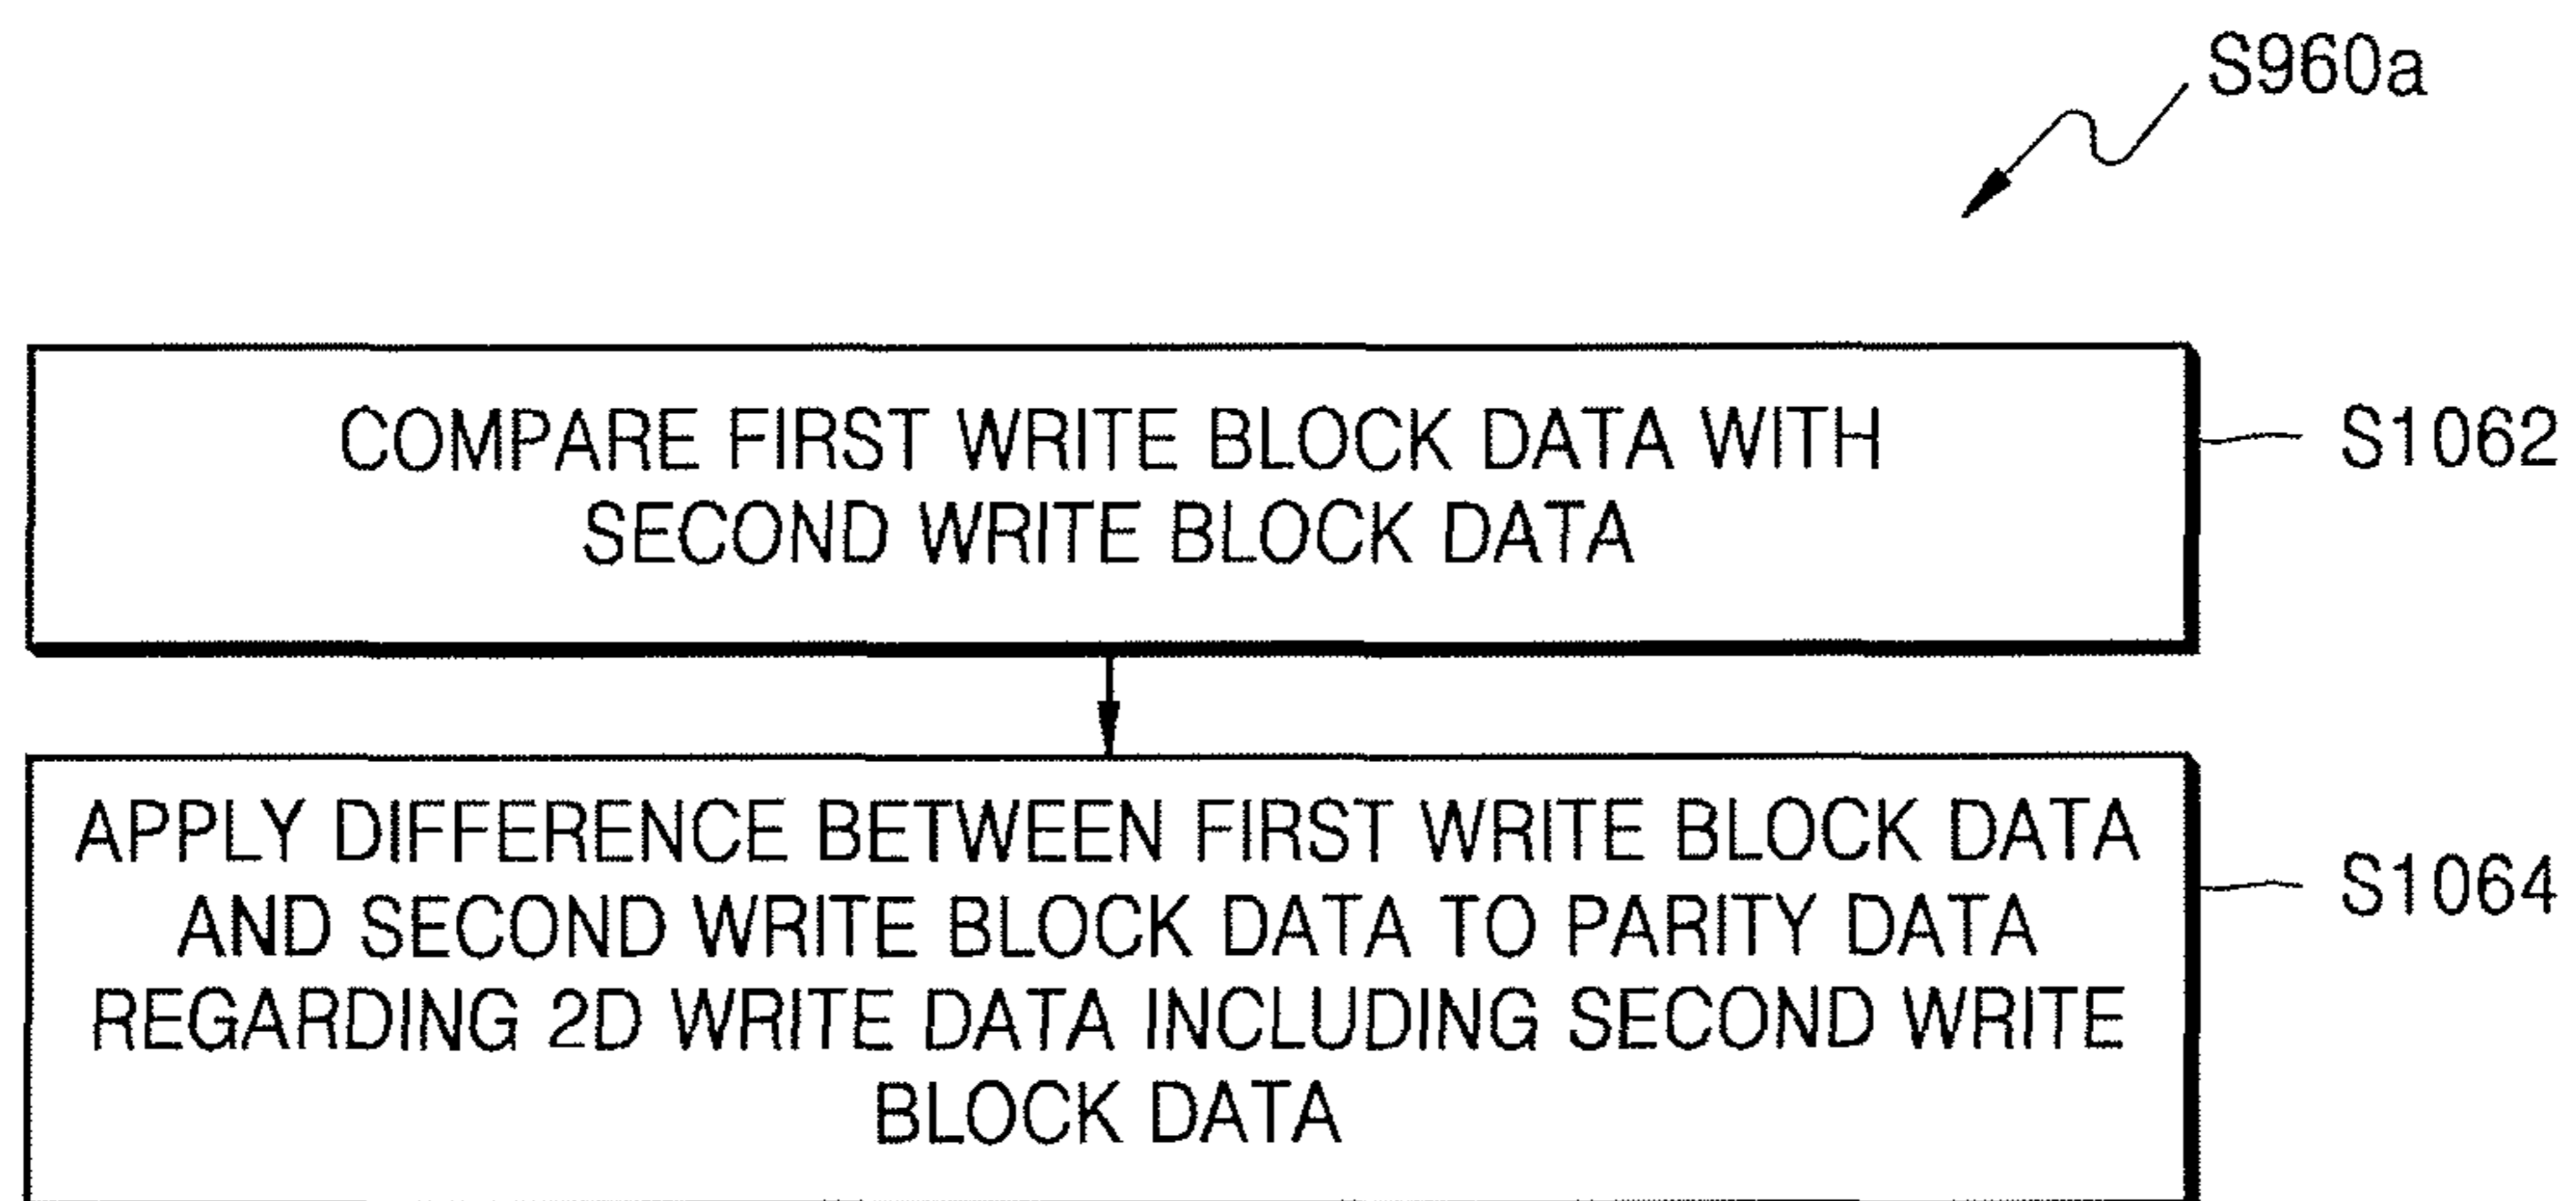 S960a
COMPARE FIRST WRITE BLOCK DATA WITH
SECOND WRITE BLOCK DATA
S1062
APPLY DIFFERENCE BETWEEN FIRST WRITE BLOCK DATA
AND SECOND WRITE BLOCK DATA TO PARITY DATA
REGARDING 2D WRITE DATA INCLUDING SECOND WRITE
BLOCK DATA
S1064